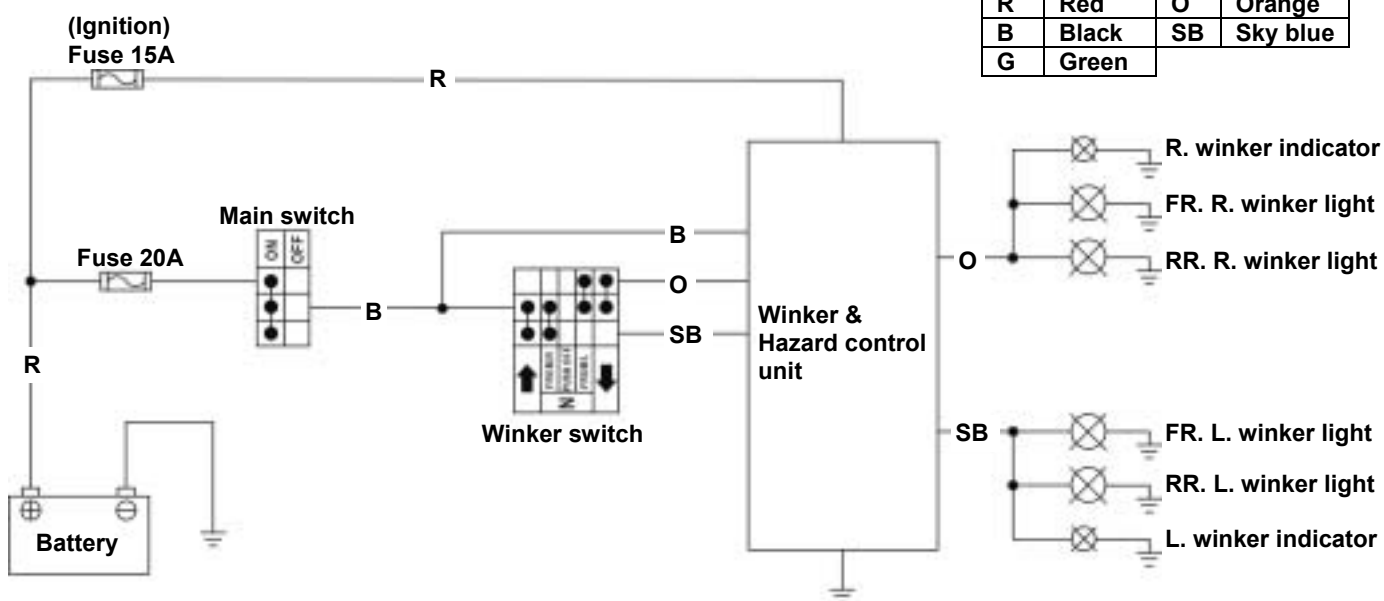 (Ignition)
Fuse 15A
R Red O Orange
B Black SB Sky blue
G Green
R
R. winker indicator
FR. R. winker light
RR. R. winker light
Main switch
ON OFF
Fuse 20A
B
O
B
SB
O
Winker &
Hazard control
unit
R
N
Winker switch
SB
FR. L. winker light
RR. L. winker light
L. winker indicator
Battery